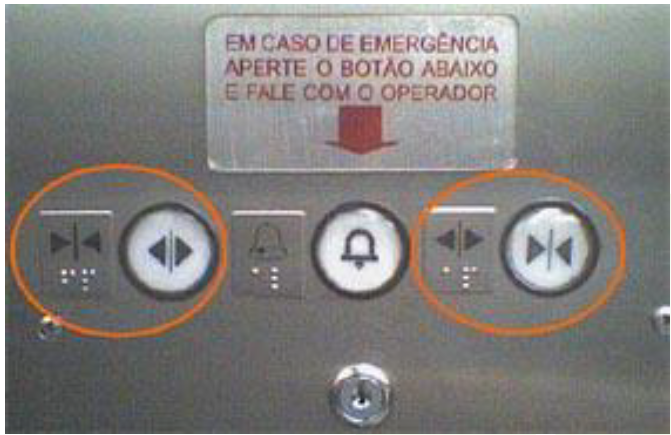 EM CASO DE EMERGÊNCIA
APERTE O BOTÃO ABAIXO
E FALE COM O OPERADOR